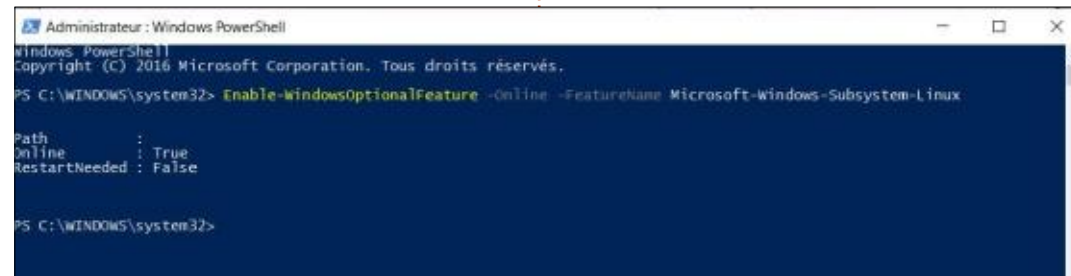 Administrateur : Windows PowerShell
Windows PowerShell
Copyright (C) 2016 Microsoft Corporation. Tous droits réservés.
PS C:\WINDOWS\system32> Enable-WindowsOptionalFeature -Online -FeatureName Microsoft-Windows-Subsystem-Linux
Path :
Online : True
RestartNeeded : False
PS C:\WINDOWS\system32>